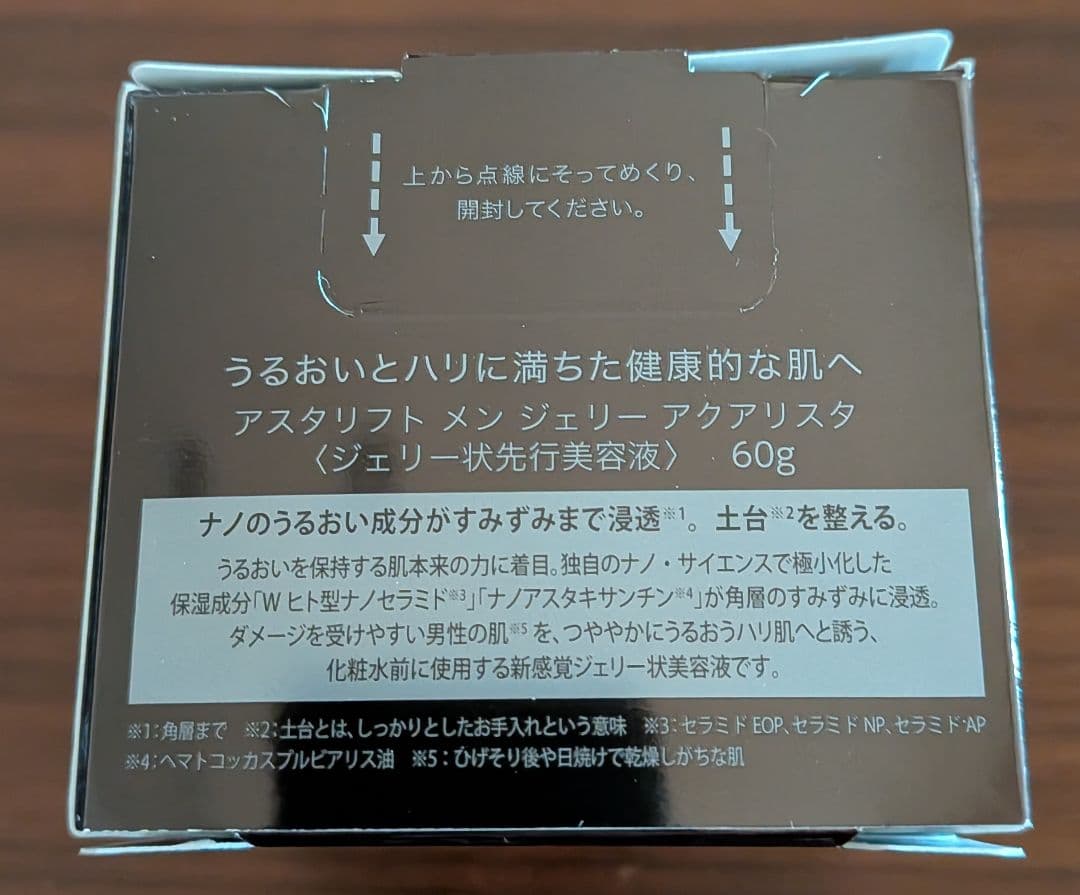 上から点線にそってめくり、
開封してください。
うるおいとハリに満ちた健康的な肌へ
アスタリフト メン ジェリー アクアリスタ
〈ジェリー状先行美容液〉 60g
ナノのうるおい成分がすみずみまで浸透※1。土台※2を整える。
うるおいを保持する肌本来の力に着目。独自のナノ・サイエンスで極小化した
保湿成分「W ヒト型ナノセラミド※3」「ナノアスタキサンチン※4」が角層のすみずみに浸透。
ダメージを受けやすい男性の肌※5を、つややかにうるおうハリ肌へと誘う、
化粧水前に使用する新感覚ジェリー状美容液です。
※1：角層まで ※2：土台とは、しっかりとしたお手入れという意味 ※3：セラミド EOP、セラミド NP、セラミド AP
※4：ヘマトコッカスプルビアリス油 ※5：ひげそり後や日焼けで乾燥しがちな肌